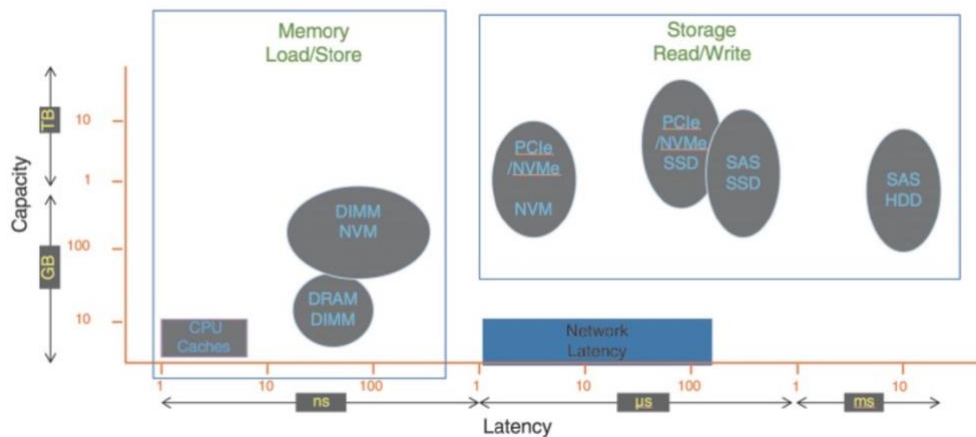 Memory
Load/Store
Storage
Read/Write
Capacity
TB
GB
10
1
100
10
PCIe
/NVMe
NVM
PCIe
/NVMe
SSD
SAS
SSD
SAS
HDD
DIMM
NVM
DRAM
DIMM
CPU
Caches
Network
Latency
1
10
100
1
10
100
1
10
ns
µs
ms
Latency